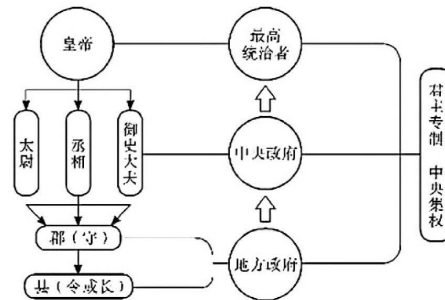 皇帝
最高
统治者
太尉
丞相
御史大夫
中央政府
郡（守）
县（令或长）
地方政府
君主专制 中央集权